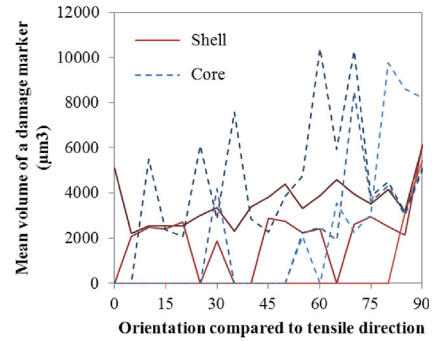 Mean volume of a damage marker
(µm3)
12000
10000
8000
6000
4000
2000
0
Shell
Core
0 15 30 45 60 75 90
Orientation compared to tensile direction